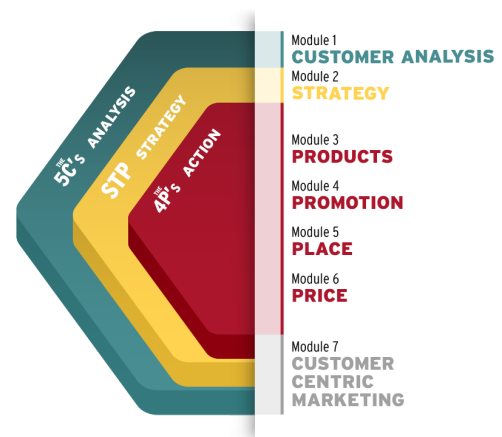 THE 5C's ANALYSIS
STP STRATEGY
THE 4P's ACTION
Module 1
CUSTOMER ANALYSIS
Module 2
STRATEGY
Module 3
PRODUCTS
Module 4
PROMOTION
Module 5
PLACE
Module 6
PRICE
Module 7
CUSTOMER
CENTRIC
MARKETING